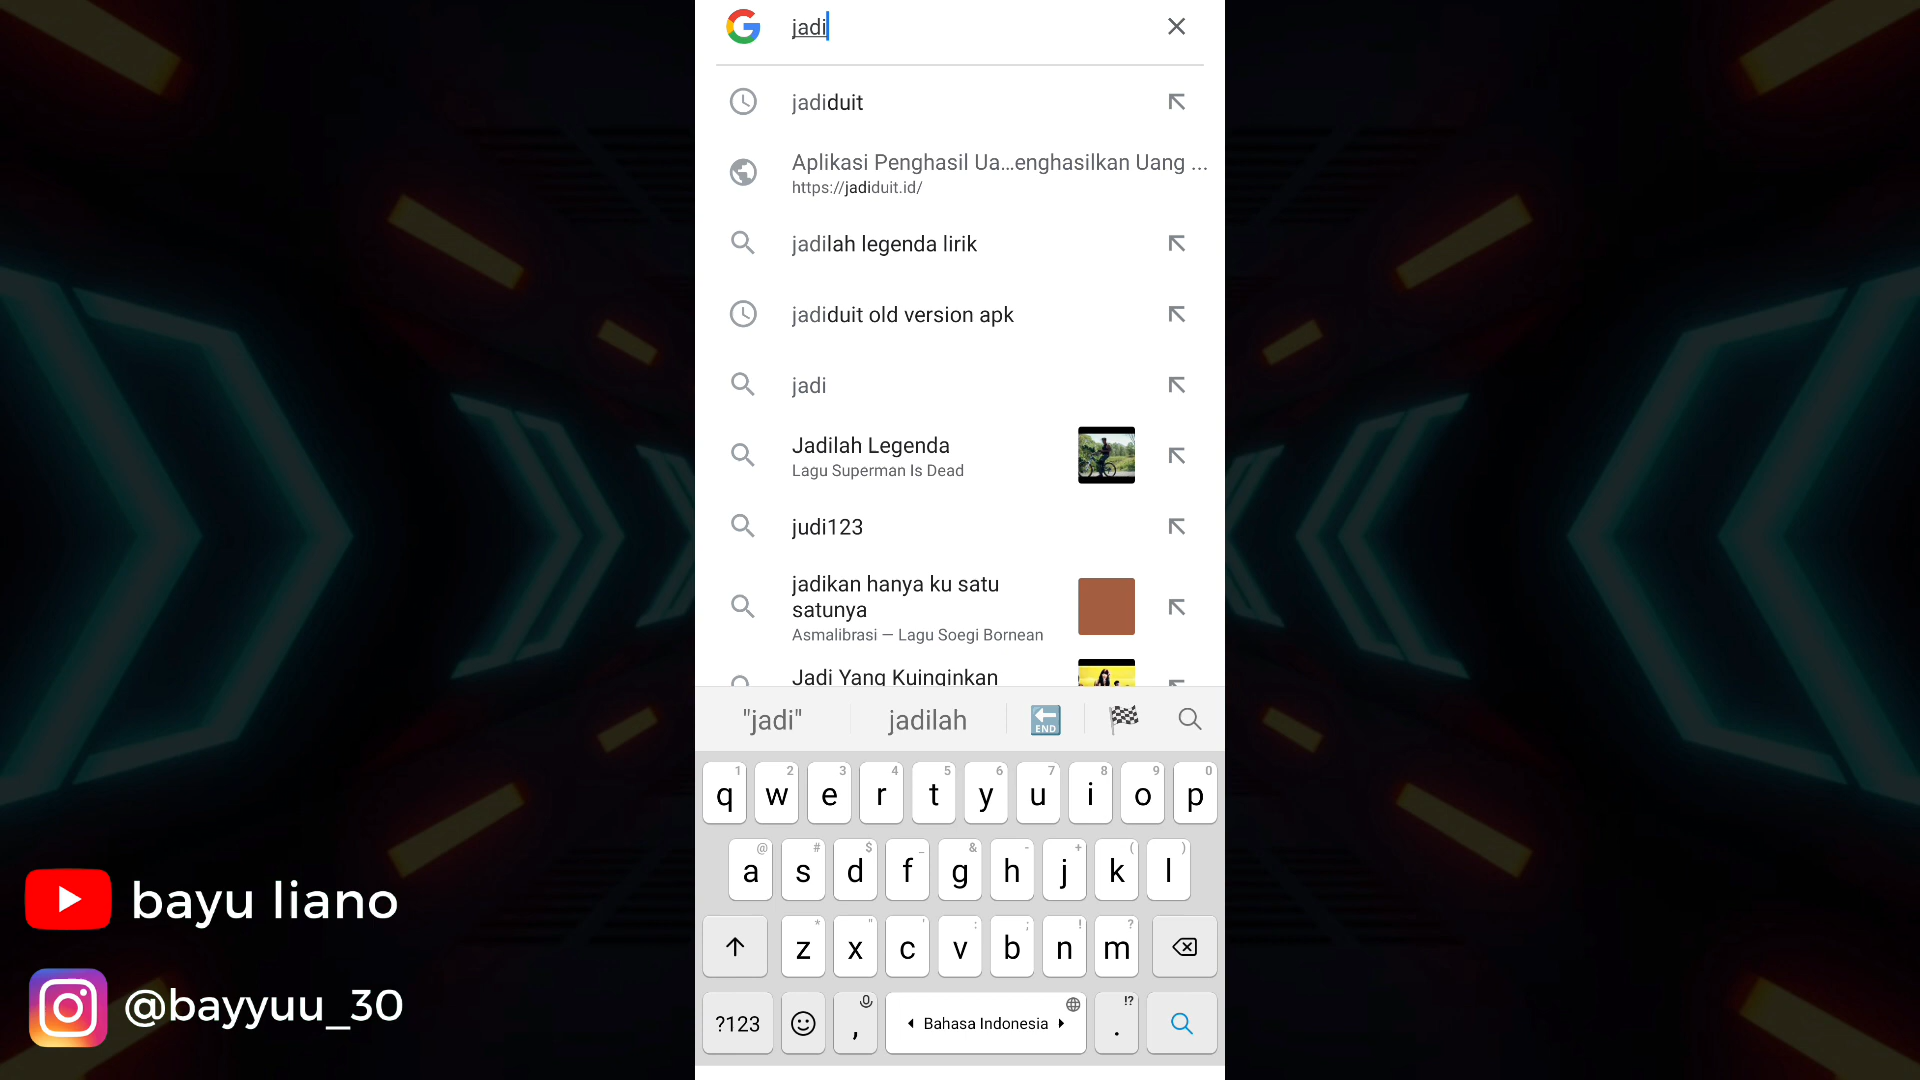 jadi
jadiduit
Aplikasi Penghasil Ua...enghasilkan Uang ...
https://jadiduit.id/
jadilah legenda lirik
jadiduit old version apk
jadi
Jadilah Legenda
Lagu Superman Is Dead
judi123
jadikan hanya ku satu
satunya
Asmalibrasi — Lagu Soegi Bornean
Jadi Yang Kuinginkan
"jadi" jadilah END
1 2 3 4 5 6 7 8 9 0
q w e r t y u i o p
@ # $ _ & - + ( )
a s d f g h j k l
* " ' : ; ! ?
z x c v b n m
!?
?123 , Bahasa Indonesia .
bayu liano
@bayyuu_30